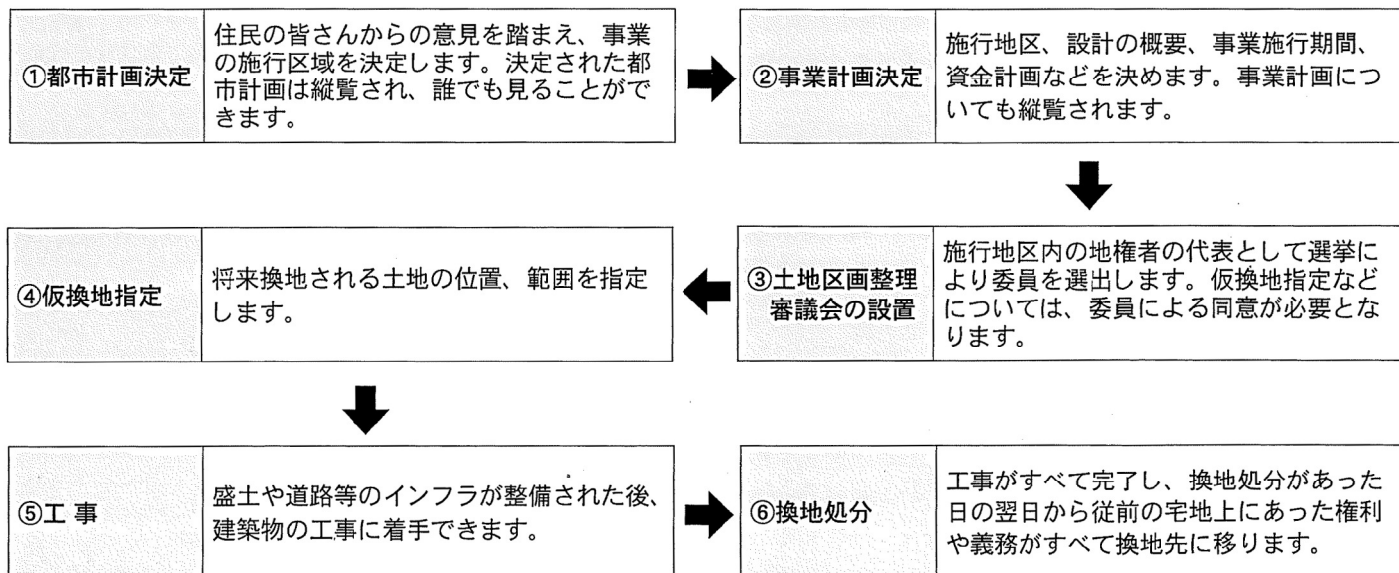 ①都市計画決定
住民の皆さんからの意見を踏まえ、事業
の施行区域を決定します。決定された都
市計画は縦覧され、誰でも見ることがで
きます。
②事業計画決定
施行地区、設計の概要、事業施行期間、
資金計画などを決めます。事業計画につ
いても縦覧されます。
③土地区画整理
審議会の設置
施行地区内の地権者の代表として選挙に
より委員を選出します。仮換地指定など
については、委員による同意が必要とな
ります。
④仮換地指定
将来換地される土地の位置、範囲を指定
します。
⑤工 事
盛土や道路等のインフラが整備された後、
建築物の工事に着手できます。
⑥換地処分
工事がすべて完了し、換地処分があった
日の翌日から従前の宅地上にあった権利
や義務がすべて換地先に移ります。